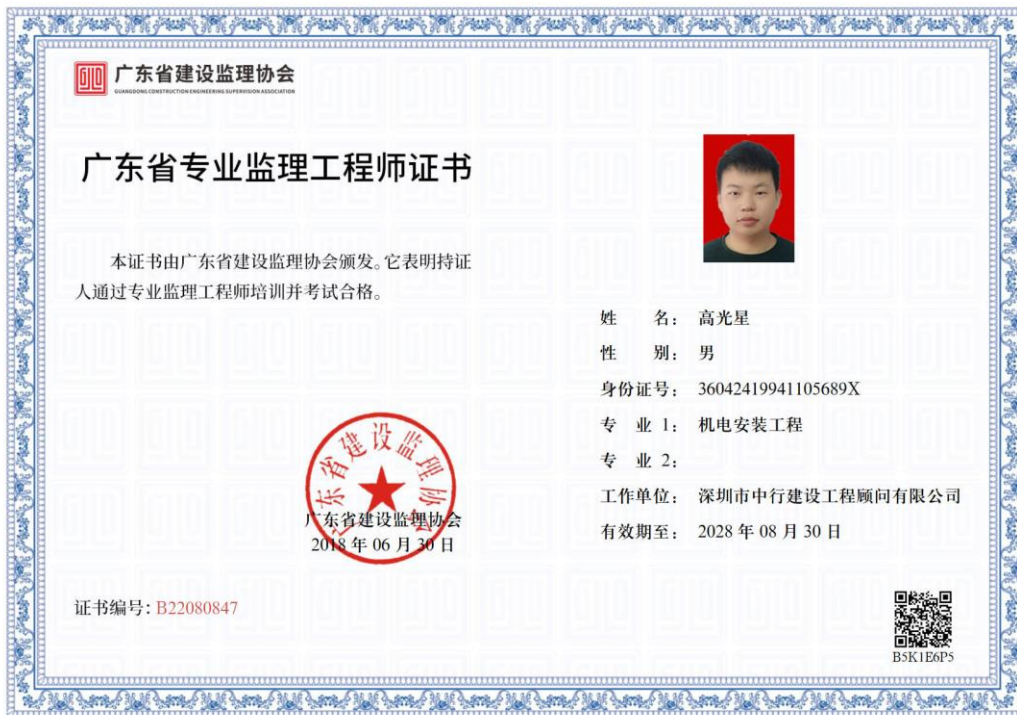 广东省建设监理协会
GUANGDONG CONSTRUCTION ENGINEERING SUPERVISION ASSOCIATION
广东省专业监理工程师证书
本证书由广东省建设监理协会颁发。它表明持证
人通过专业监理工程师培训并考试合格。
姓 名： 高光星
性 别： 男
身份证号： 36042419941105689X
专 业 1： 机电安装工程
专 业 2：
工作单位： 深圳市中行建设工程顾问有限公司
有效期至： 2028 年 08 月 30 日
广东省建设监理协会
广东省建设监理协会
2018 年 06 月 30 日
证书编号：B22080847
B5K1E6P5